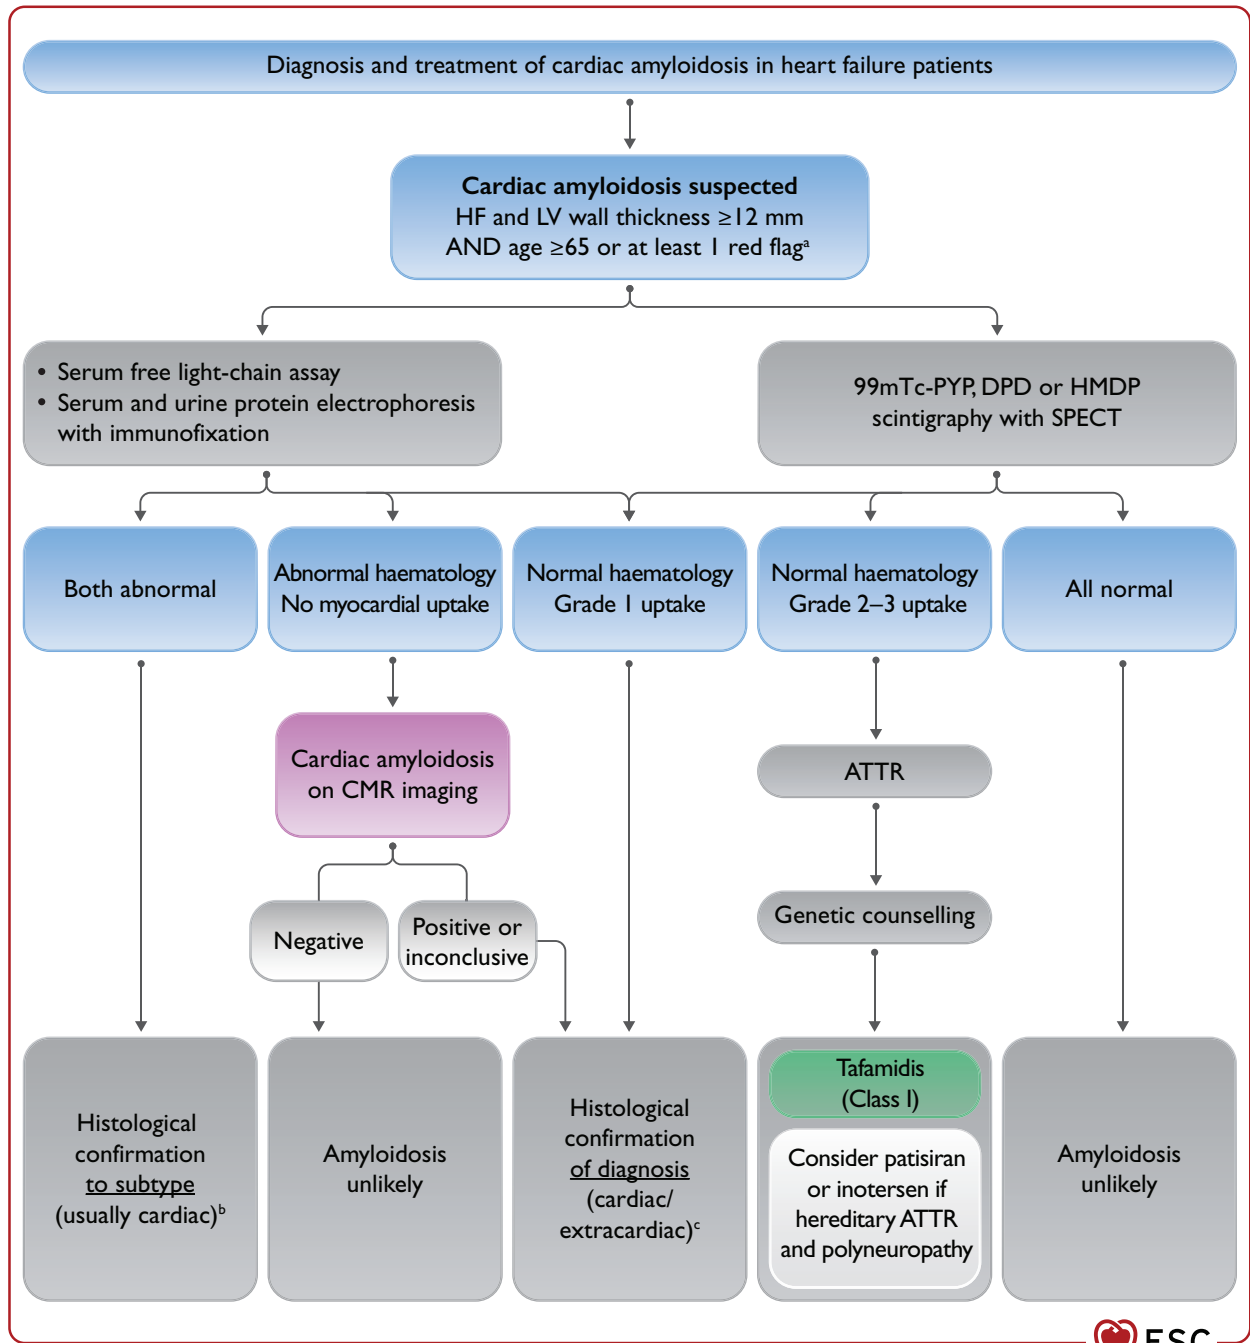 Diagnosis and treatment of cardiac amyloidosis in heart failure patients
Cardiac amyloidosis suspected
HF and LV wall thickness ≥12 mm
AND age ≥65 or at least 1 red flagᵃ
• Serum free light-chain assay
• Serum and urine protein electrophoresis
with immunofixation
99mTc-PYP, DPD or HMDP
scintigraphy with SPECT
Both abnormal
Abnormal haematology
No myocardial uptake
Normal haematology
Grade 1 uptake
Normal haematology
Grade 2–3 uptake
All normal
Cardiac amyloidosis
on CMR imaging
ATTR
Genetic counselling
Negative
Positive or
inconclusive
Histological
confirmation
to subtype
(usually cardiac)ᵇ
Amyloidosis
unlikely
Histological
confirmation
of diagnosis
(cardiac/
extracardiac)ᶜ
Tafamidis
(Class I)
Consider patisiran
or inotersen if
hereditary ATTR
and polyneuropathy
Amyloidosis
unlikely
ESC